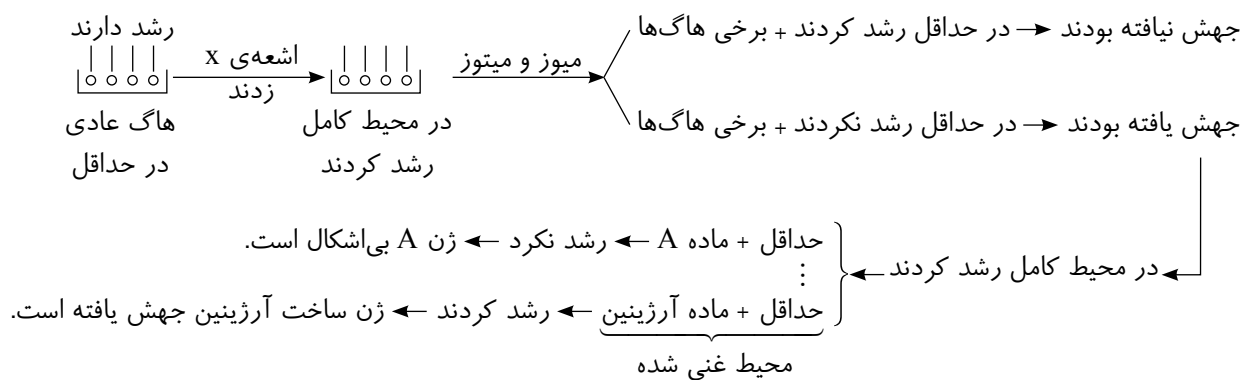 رشد دارند
اشعه‌ی x
زدند
میوز و میتوز
هاگ عادی
در حداقل
در محیط کامل
رشد کردند
برخی هاگ‌ها + در حداقل رشد کردند → جهش نیافته بودند
برخی هاگ‌ها + در حداقل رشد نکردند → جهش یافته بودند
در محیط کامل رشد کردند
حداقل + ماده A ← رشد نکرد ← ژن A بی‌اشکال است.
⋮
حداقل + ماده آرژینین ← رشد کردند ← ژن ساخت آرژینین جهش یافته است.
محیط غنی شده